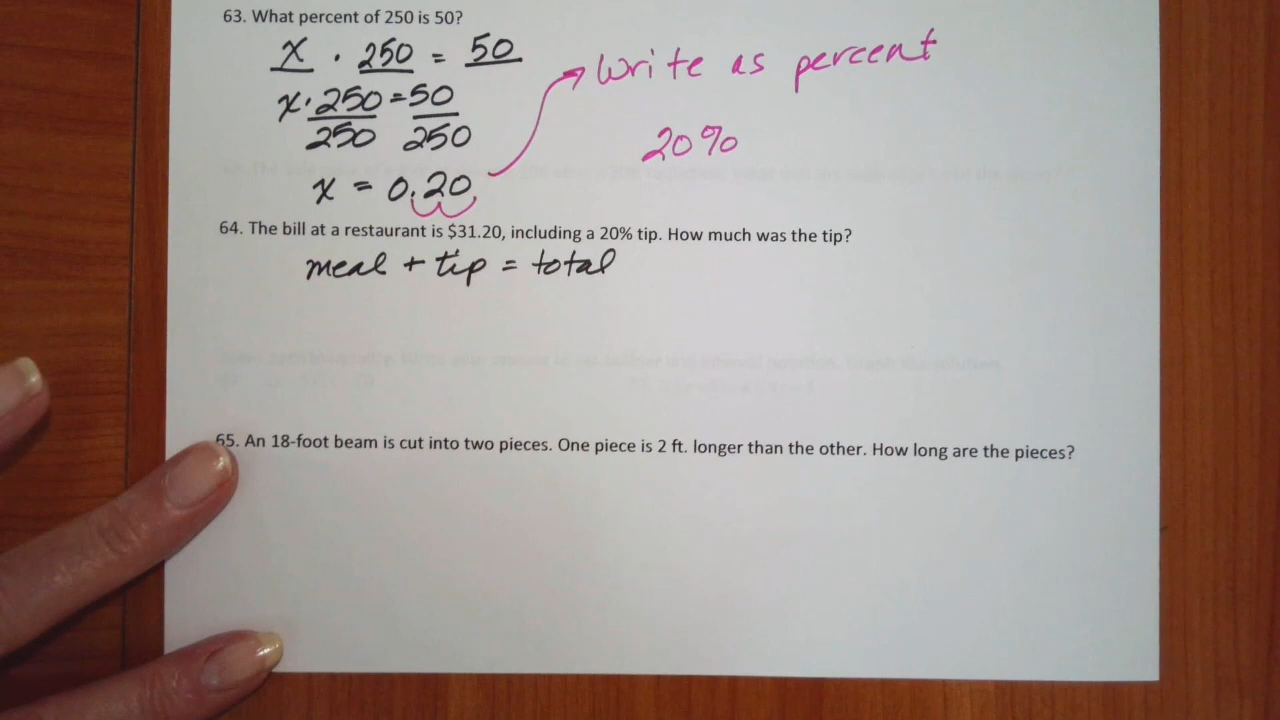 63. What percent of 250 is 50?
x · 250 = 50
Write as percent
x · 250 = 50
250 250
20%
x = 0.20
64. The bill at a restaurant is $31.20, including a 20% tip. How much was the tip?
meal + tip = total
65. An 18-foot beam is cut into two pieces. One piece is 2 ft. longer than the other. How long are the pieces?